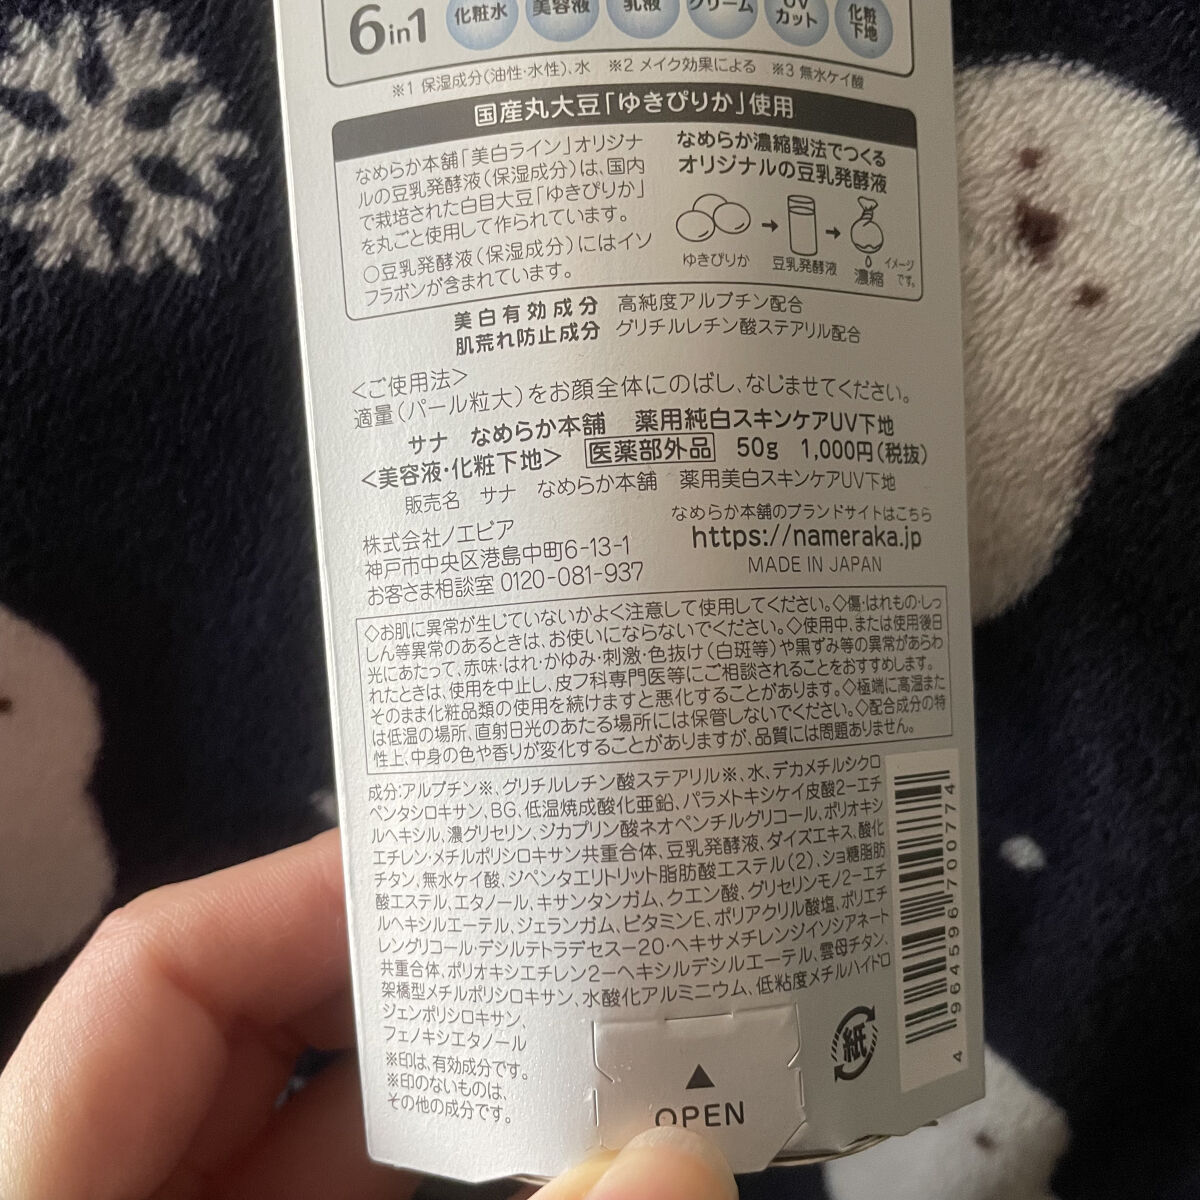 6in1 化粧水 美容液 乳液 クリーム UVカット 化粧下地
※1 保湿成分(油性・水性)、水 ※2 メイク効果による ※3 無水ケイ酸
国産丸大豆「ゆきぴりか」使用
なめらか本舗「美白ライン」オリジナ
ルの豆乳発酵液(保湿成分)は、国内
で栽培された白目大豆「ゆきぴりか」
を丸ごと使用して作られています。
○豆乳発酵液(保湿成分)にはイソ
フラボンが含まれています。
なめらか濃縮製法でつくる
オリジナルの豆乳発酵液
ゆきぴりか 豆乳発酵液 濃縮
イメージ
です。
美白有効成分 高純度アルブチン配合
肌荒れ防止成分 グリチルレチン酸ステアリル配合
<ご使用法>
適量(パール粒大)をお顔全体にのばし、なじませてください。
サナ なめらか本舗 薬用純白スキンケアUV下地
<美容液・化粧下地> 医薬部外品 50g 1,000円(税抜)
販売名 サナ なめらか本舗 薬用美白スキンケアUV下地
株式会社ノエビア
神戸市中央区港島中町6-13-1
お客さま相談室 0120-081-937
なめらか本舗のブランドサイトはこちら
https://nameraka.jp
MADE IN JAPAN
◇お肌に異常が生じていないかよく注意して使用してください。◇傷・はれもの・しっ
しん等異常のあるときは、お使いにならないでください。◇使用中、または使用後日
光にあたって、赤味・はれ・かゆみ・刺激・色抜け(白斑等)や黒ずみ等の異常があらわ
れたときは、使用を中止し、皮フ科専門医等にご相談されることをおすすめします。
そのまま化粧品類の使用を続けますと悪化することがあります。◇極端に高温また
は低温の場所、直射日光のあたる場所には保管しないでください。◇配合成分の特
性上、中身の色や香りが変化することがありますが、品質には問題ありません。
成分:アルブチン※、グリチルレチン酸ステアリル※、水、デカメチルシクロ
ペンタシロキサン、BG、低温焼成酸化亜鉛、パラメトキシケイ皮酸2-エチ
ルヘキシル、濃グリセリン、ジカプリン酸ネオペンチルグリコール、ポリオキシ
エチレン・メチルポリシロキサン共重合体、豆乳発酵液、ダイズエキス、酸化
チタン、無水ケイ酸、ジペンタエリトリット脂肪酸エステル(2)、ショ糖脂肪
酸エステル、エタノール、キサンタンガム、クエン酸、グリセリンモノ2-エチ
ルヘキシルエーテル、ジェランガム、ビタミンE、ポリアクリル酸塩、ポリエチ
レングリコール・デシルテトラデセス-20・ヘキサメチレンジイソシアネート
共重合体、ポリオキシエチレン2-ヘキシルデシルエーテル、雲母チタン、
架橋型メチルポリシロキサン、水酸化アルミニウム、低粘度メチルハイドロ
ジェンポリシロキサン、
フェノキシエタノール
※印は、有効成分です。
※印のないものは、
その他の成分です。
紙
OPEN
4 964596 700774